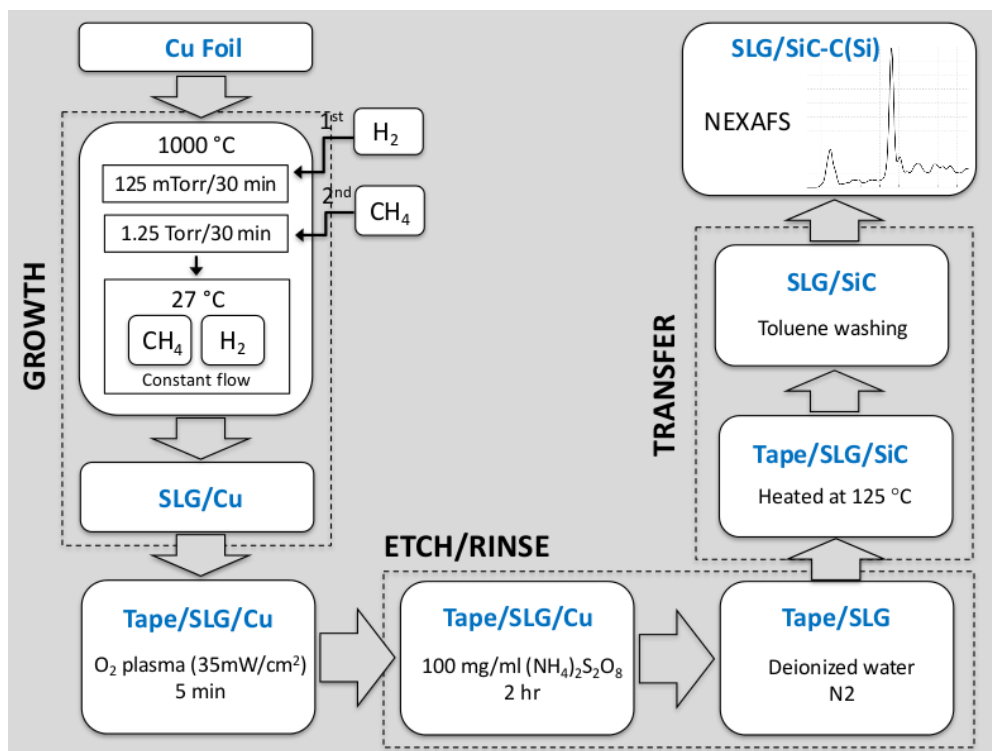 Cu Foil
1000 °C
1st
H₂
125 mTorr/30 min
2nd
CH₄
1.25 Torr/30 min
27 °C
CH₄
H₂
Constant flow
GROWTH
SLG/Cu
Tape/SLG/Cu
O₂ plasma (35mW/cm²)
5 min
ETCH/RINSE
Tape/SLG/Cu
100 mg/ml (NH₄)₂S₂O₈
2 hr
Tape/SLG
Deionized water
N2
TRANSFER
Tape/SLG/SiC
Heated at 125 °C
SLG/SiC
Toluene washing
SLG/SiC-C(Si)
NEXAFS